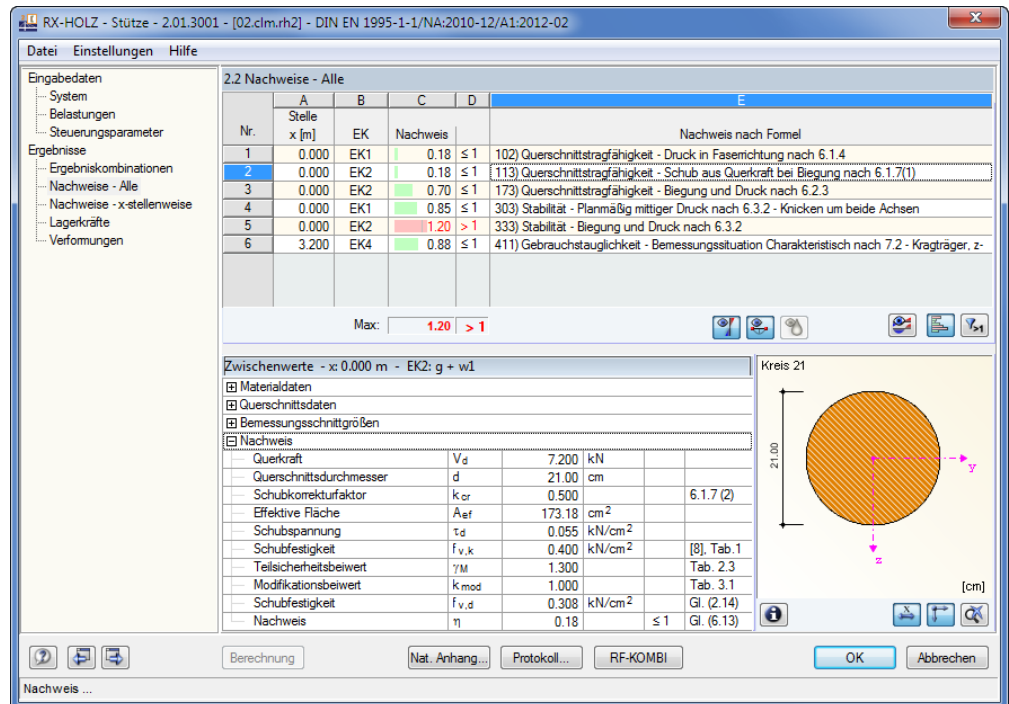 RX-HOLZ - Stütze - 2.01.3001 - [02.clm.rh2] - DIN EN 1995-1-1/NA:2010-12/A1:2012-02
Datei Einstellungen Hilfe
Eingabedaten
System
Belastungen
Steuerungsparameter
Ergebnisse
Ergebniskombinationen
Nachweise - Alle
Nachweise - x-stellenweise
Lagerkräfte
Verformungen
2.2 Nachweise - Alle
A B C D E
Nr. Stelle x [m] EK Nachweis Nachweis nach Formel
1 0.000 EK1 0.18 ≤ 1 102) Querschnittstragfähigkeit - Druck in Faserrichtung nach 6.1.4
2 0.000 EK2 0.18 ≤ 1 113) Querschnittstragfähigkeit - Schub aus Querkraft bei Biegung nach 6.1.7(1)
3 0.000 EK2 0.70 ≤ 1 173) Querschnittstragfähigkeit - Biegung und Druck nach 6.2.3
4 0.000 EK1 0.85 ≤ 1 303) Stabilität - Planmäßig mittiger Druck nach 6.3.2 - Knicken um beide Achsen
5 0.000 EK2 1.20 > 1 333) Stabilität - Biegung und Druck nach 6.3.2
6 3.200 EK4 0.88 ≤ 1 411) Gebrauchstauglichkeit - Bemessungssituation Charakteristisch nach 7.2 - Kragträger, z-
Max: 1.20 > 1
>1
Zwischenwerte - x: 0.000 m - EK2: g + w1
Materialdaten
Querschnittsdaten
Bemessungsschnittgrößen
Nachweis
Querkraft Vd 7.200 kN
Querschnittsdurchmesser d 21.00 cm
Schubkorrekturfaktor kcr 0.500 6.1.7 (2)
Effektive Fläche Aef 173.18 cm2
Schubspannung τd 0.055 kN/cm2
Schubfestigkeit fv,k 0.400 kN/cm2 [8], Tab.1
Teilsicherheitsbeiwert γM 1.300 Tab. 2.3
Modifikationsbeiwert kmod 1.000 Tab. 3.1
Schubfestigkeit fv,d 0.308 kN/cm2 Gl. (2.14)
Nachweis η 0.18 ≤ 1 Gl. (6.13)
Kreis 21
21.00
y
z
[cm]
Berechnung Nat. Anhang... Protokoll... RF-KOMBI OK Abbrechen
Nachweis ...